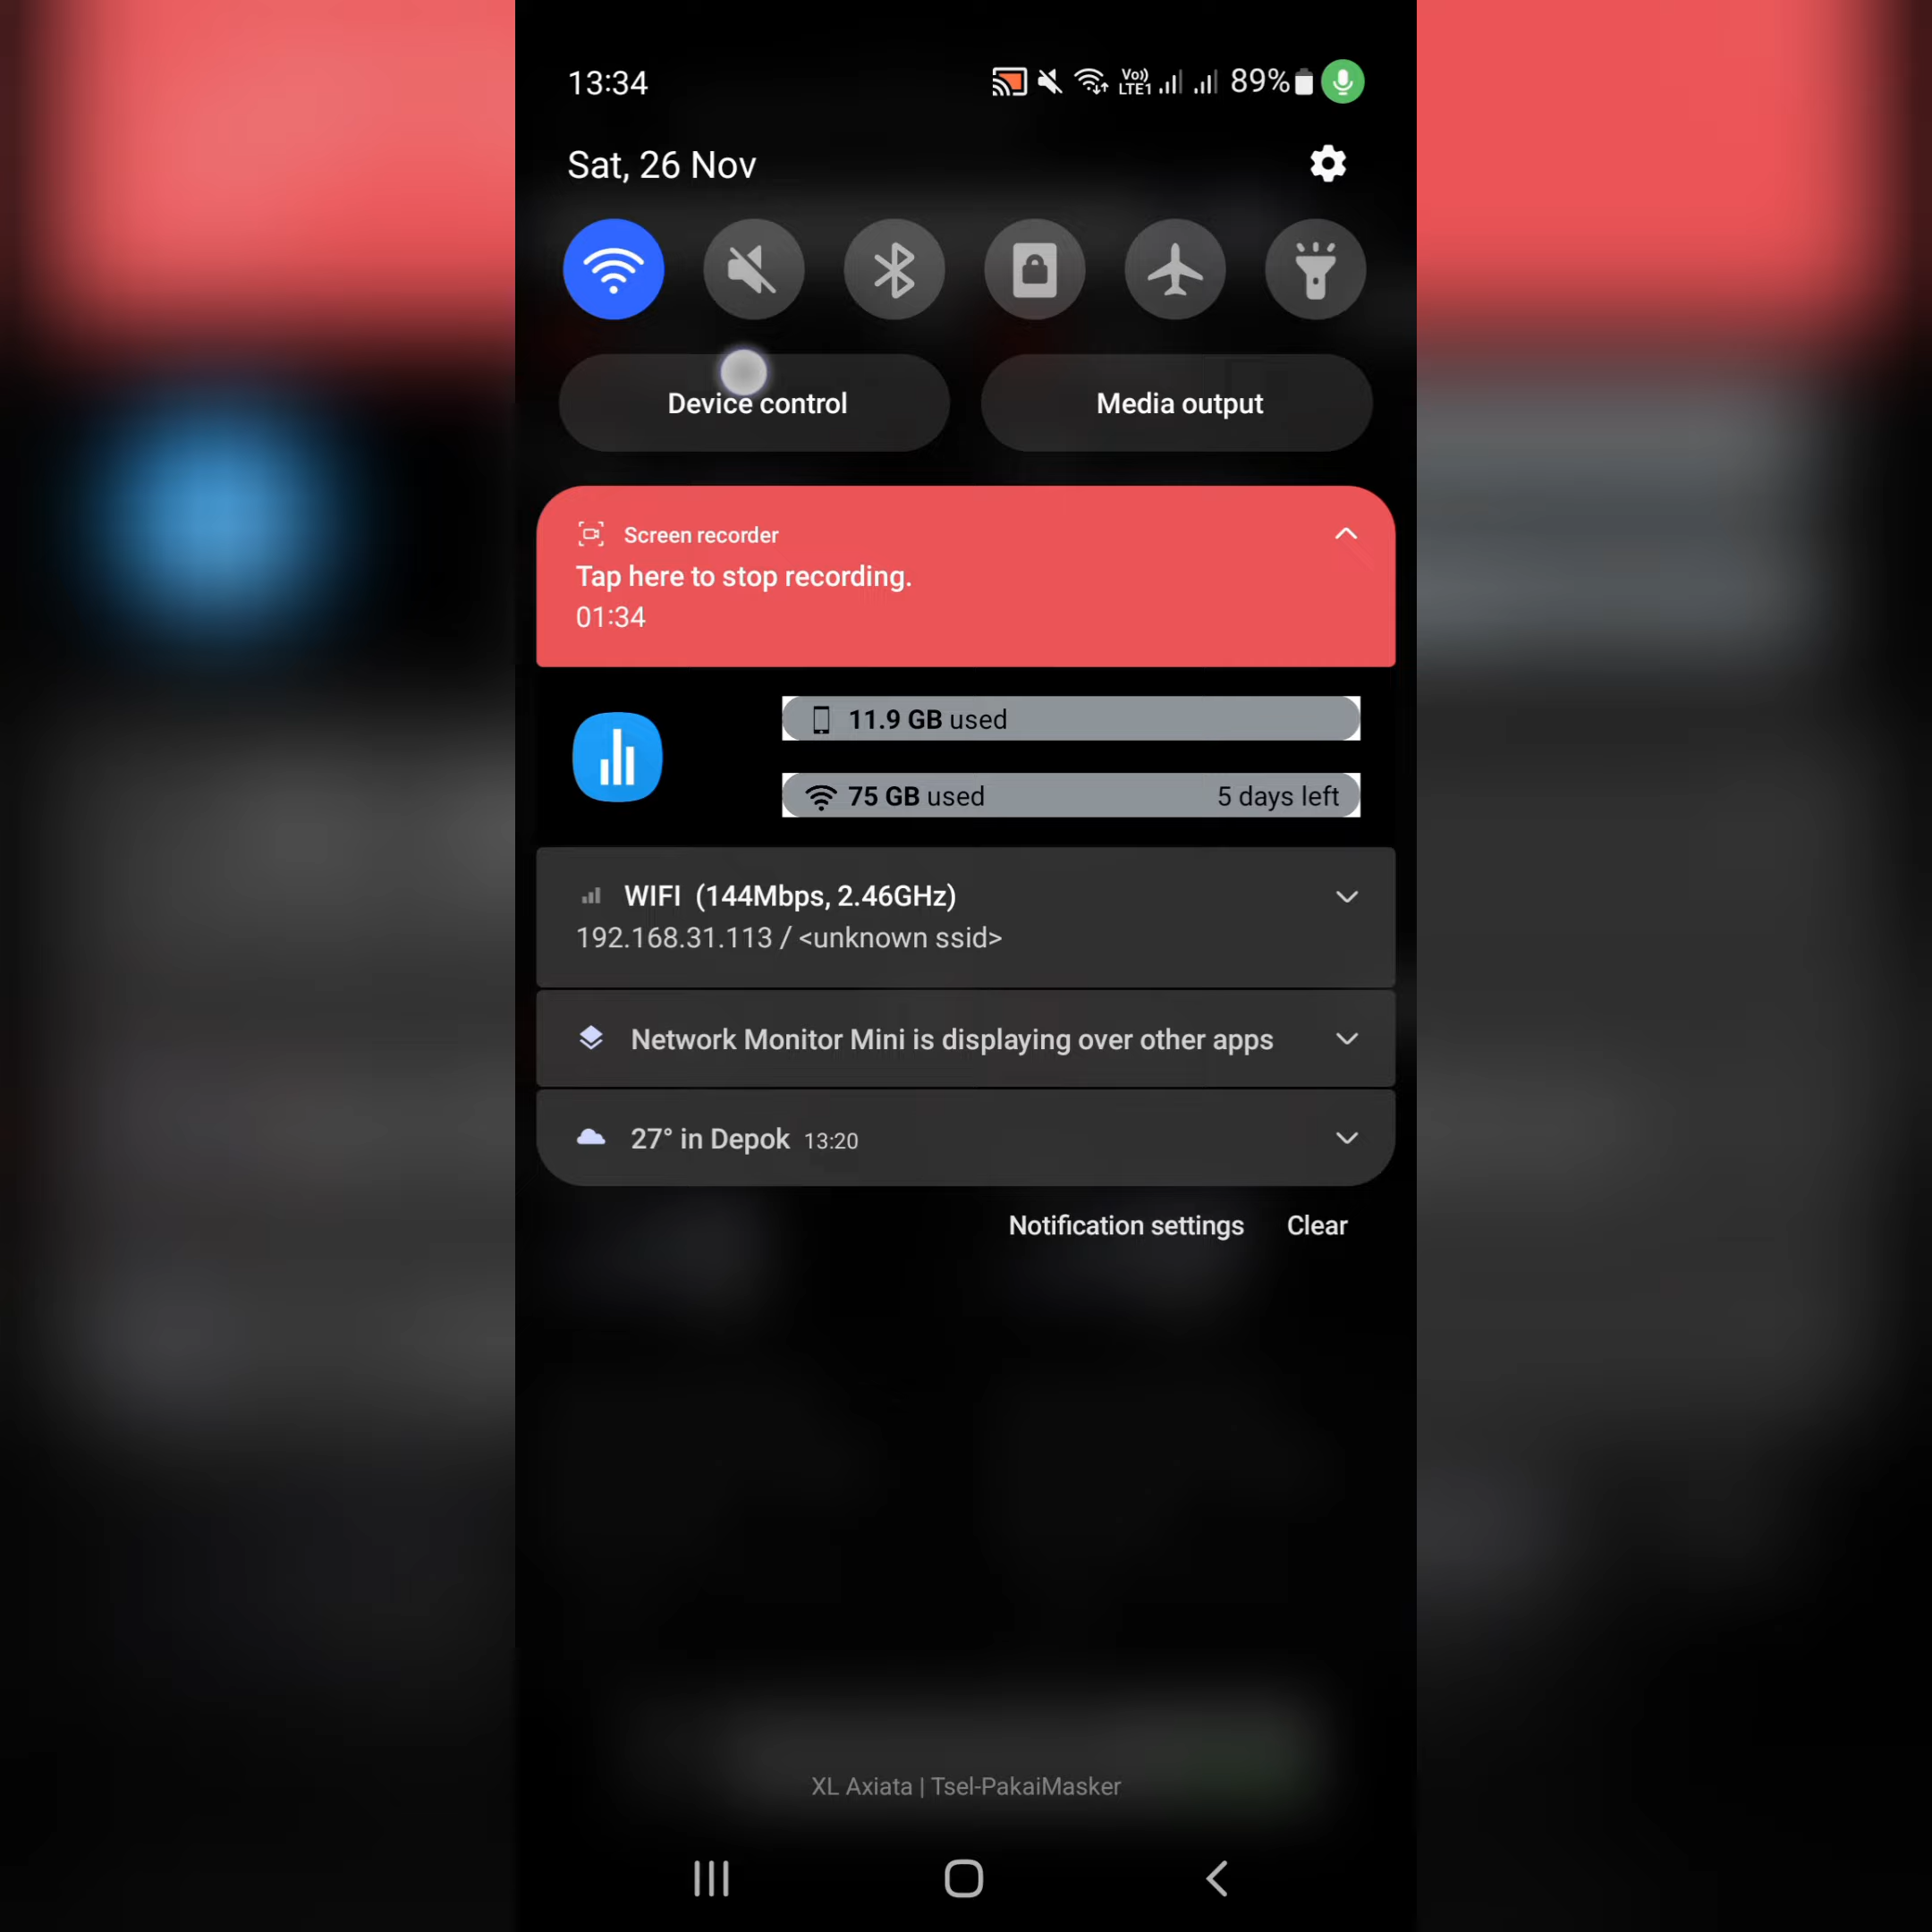 13:34
Vo)) LTE1
89%
Sat, 26 Nov
Device control
Media output
Screen recorder
Tap here to stop recording.
01:34
11.9 GB used
75 GB used
5 days left
WIFI (144Mbps, 2.46GHz)
192.168.31.113 / <unknown ssid>
Network Monitor Mini is displaying over other apps
27° in Depok 13:20
Notification settings
Clear
XL Axiata | Tsel-PakaiMasker